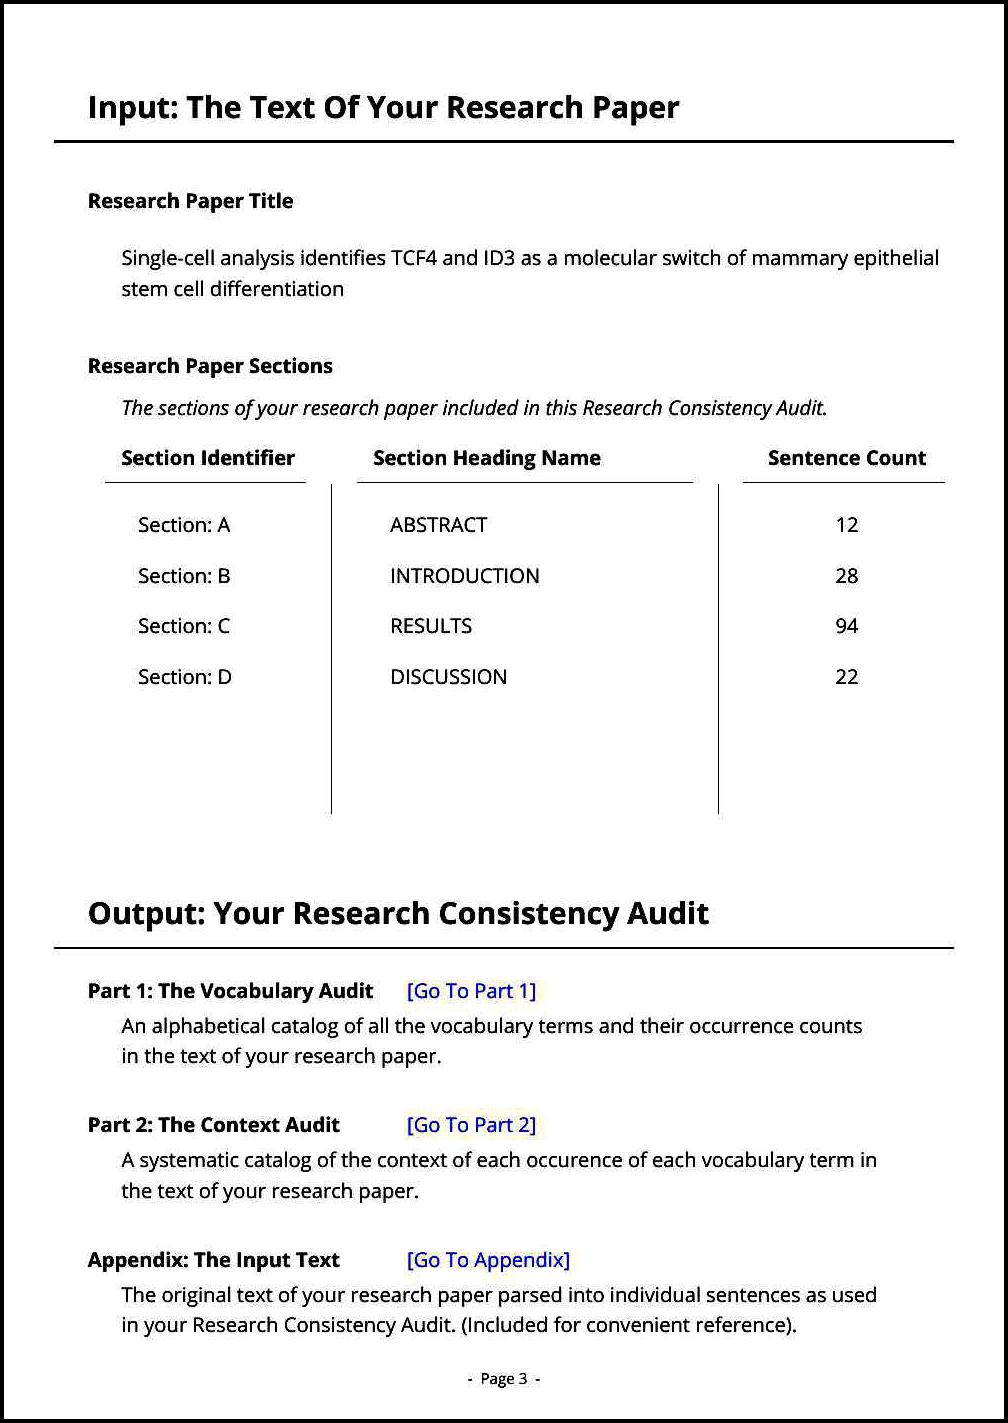 Input: The Text Of Your Research Paper
Research Paper Title
Single-cell analysis identifies TCF4 and ID3 as a molecular switch of mammary epithelial
stem cell differentiation
Research Paper Sections
The sections of your research paper included in this Research Consistency Audit.
Section Identifier Section Heading Name Sentence Count
Section: A ABSTRACT 12
Section: B INTRODUCTION 28
Section: C RESULTS 94
Section: D DISCUSSION 22
Output: Your Research Consistency Audit
Part 1: The Vocabulary Audit [Go To Part 1]
An alphabetical catalog of all the vocabulary terms and their occurrence counts
in the text of your research paper.
Part 2: The Context Audit [Go To Part 2]
A systematic catalog of the context of each occurence of each vocabulary term in
the text of your research paper.
Appendix: The Input Text [Go To Appendix]
The original text of your research paper parsed into individual sentences as used
in your Research Consistency Audit. (Included for convenient reference).
- Page 3 -